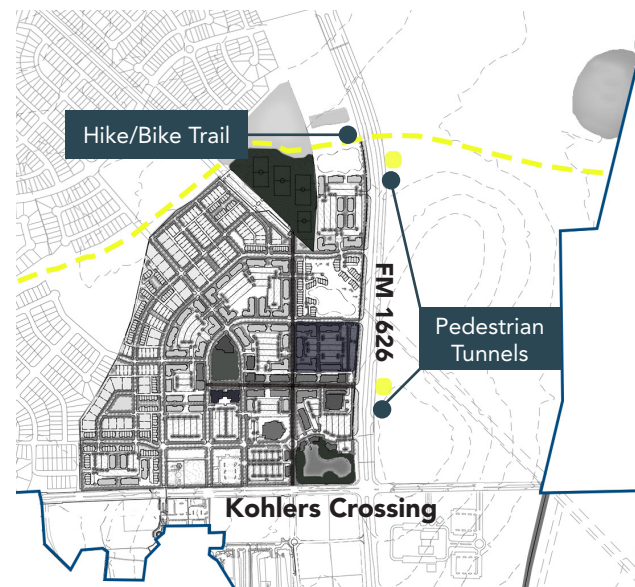 Hike/Bike Trail
FM 1626
Pedestrian
Tunnels
Kohlers Crossing